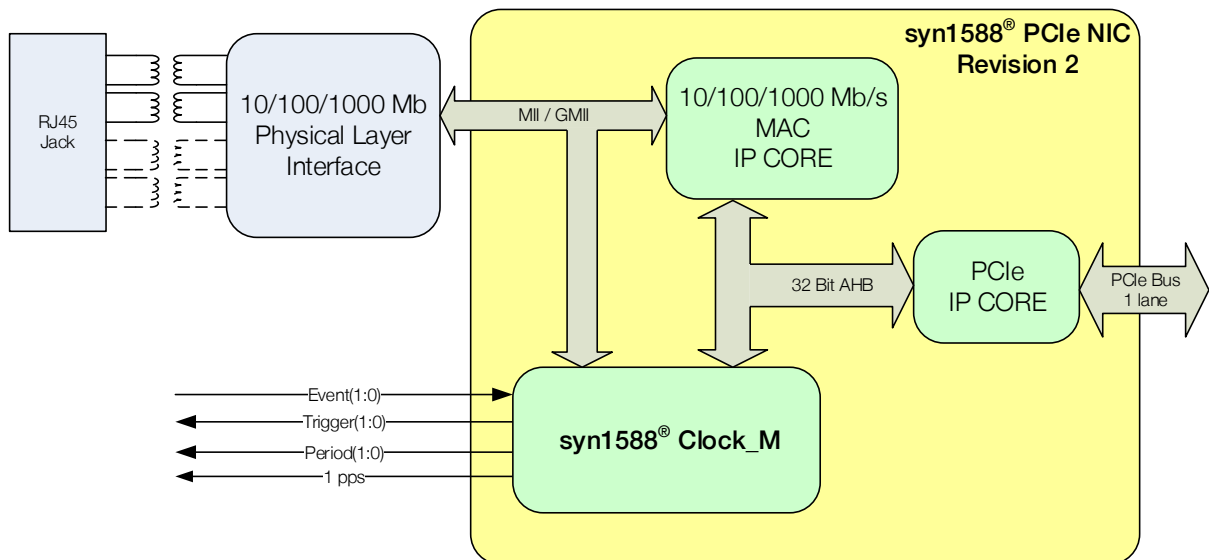 syn1588® PCIe NIC
Revision 2
RJ45
Jack
10/100/1000 Mb
Physical Layer
Interface
MII / GMII
10/100/1000 Mb/s
MAC
IP CORE
32 Bit AHB
PCIe
IP CORE
PCIe Bus
1 lane
Event(1:0)
Trigger(1:0)
Period(1:0)
1 pps
syn1588® Clock_M